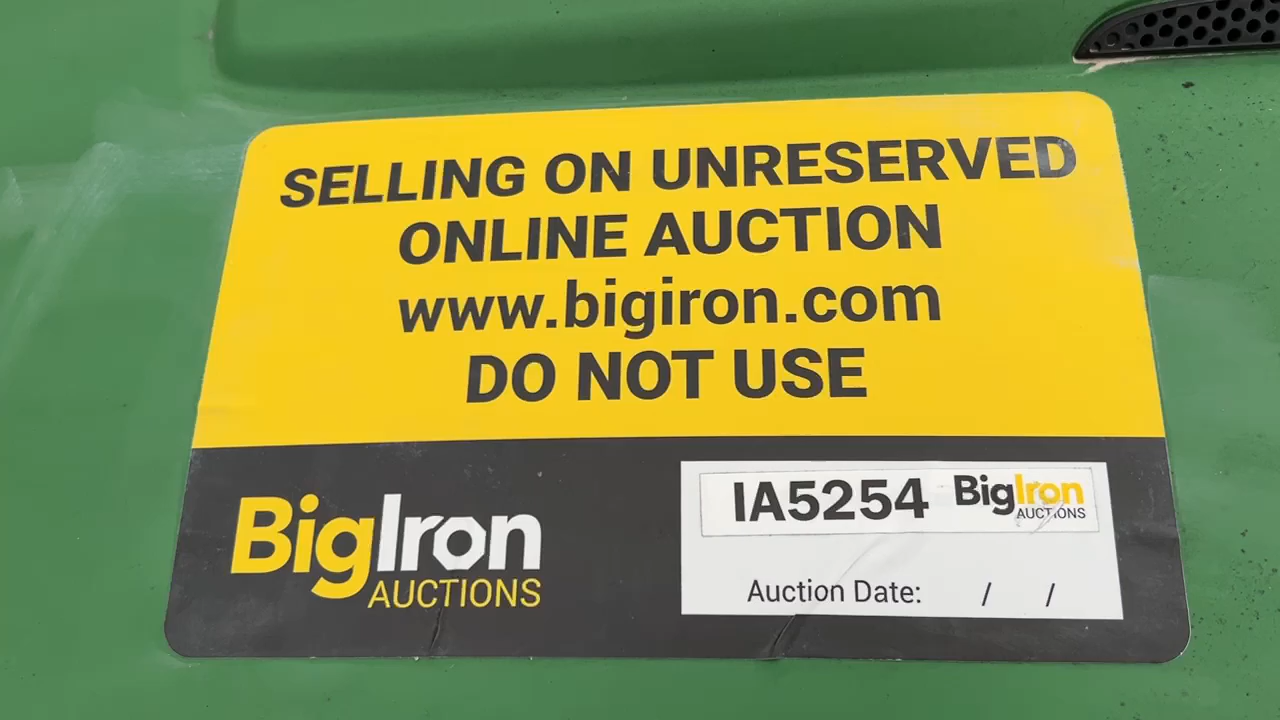 SELLING ON UNRESERVED
ONLINE AUCTION
www.bigiron.com
DO NOT USE
BigIron
AUCTIONS
IA5254
BigIron
AUCTIONS
Auction Date: / /